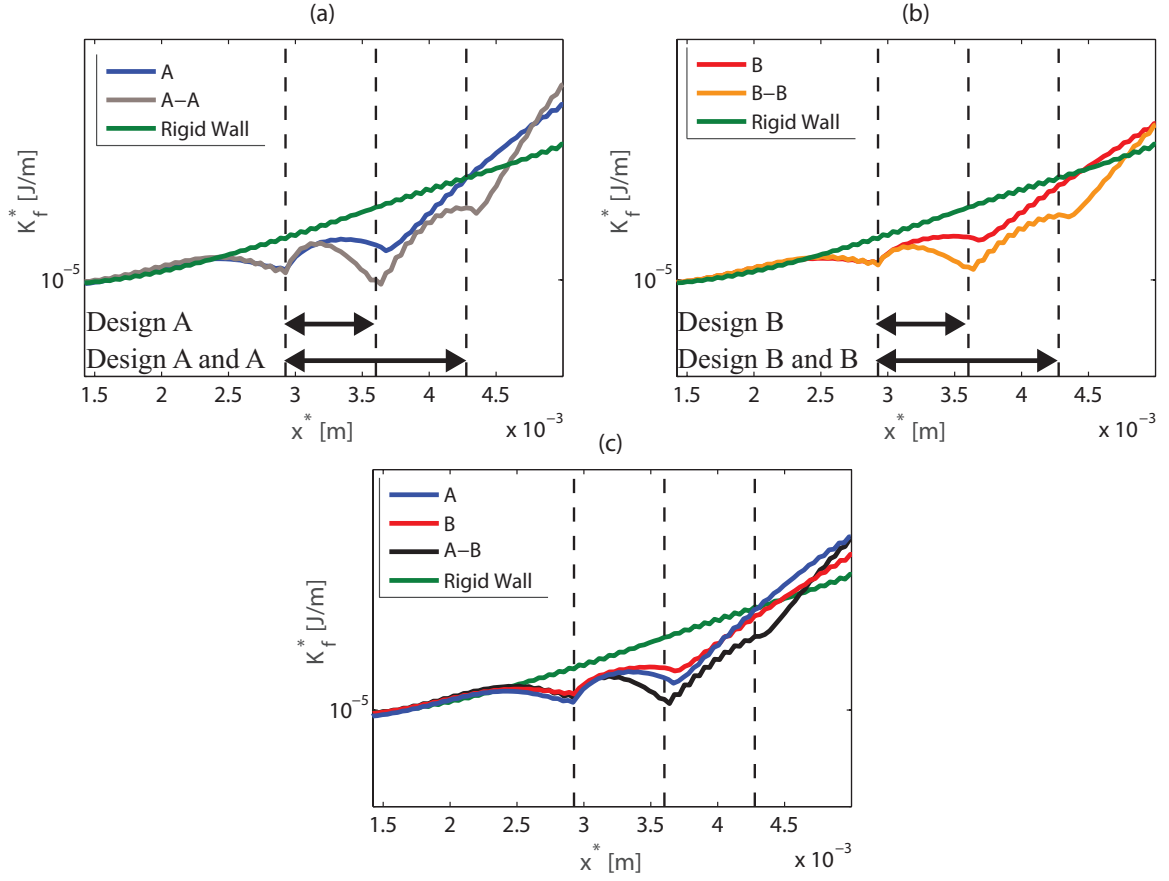 (a)
A
A−A
Rigid Wall
K*f [J/m]
10−5
Design A
Design A and A
1.5 2 2.5 3 3.5 4 4.5
x* [m]
x 10−3
(b)
B
B−B
Rigid Wall
K*f [J/m]
10−5
Design B
Design B and B
1.5 2 2.5 3 3.5 4 4.5
x* [m]
x 10−3
(c)
A
B
A−B
Rigid Wall
K*f [J/m]
10−5
1.5 2 2.5 3 3.5 4 4.5
x* [m]
x 10−3